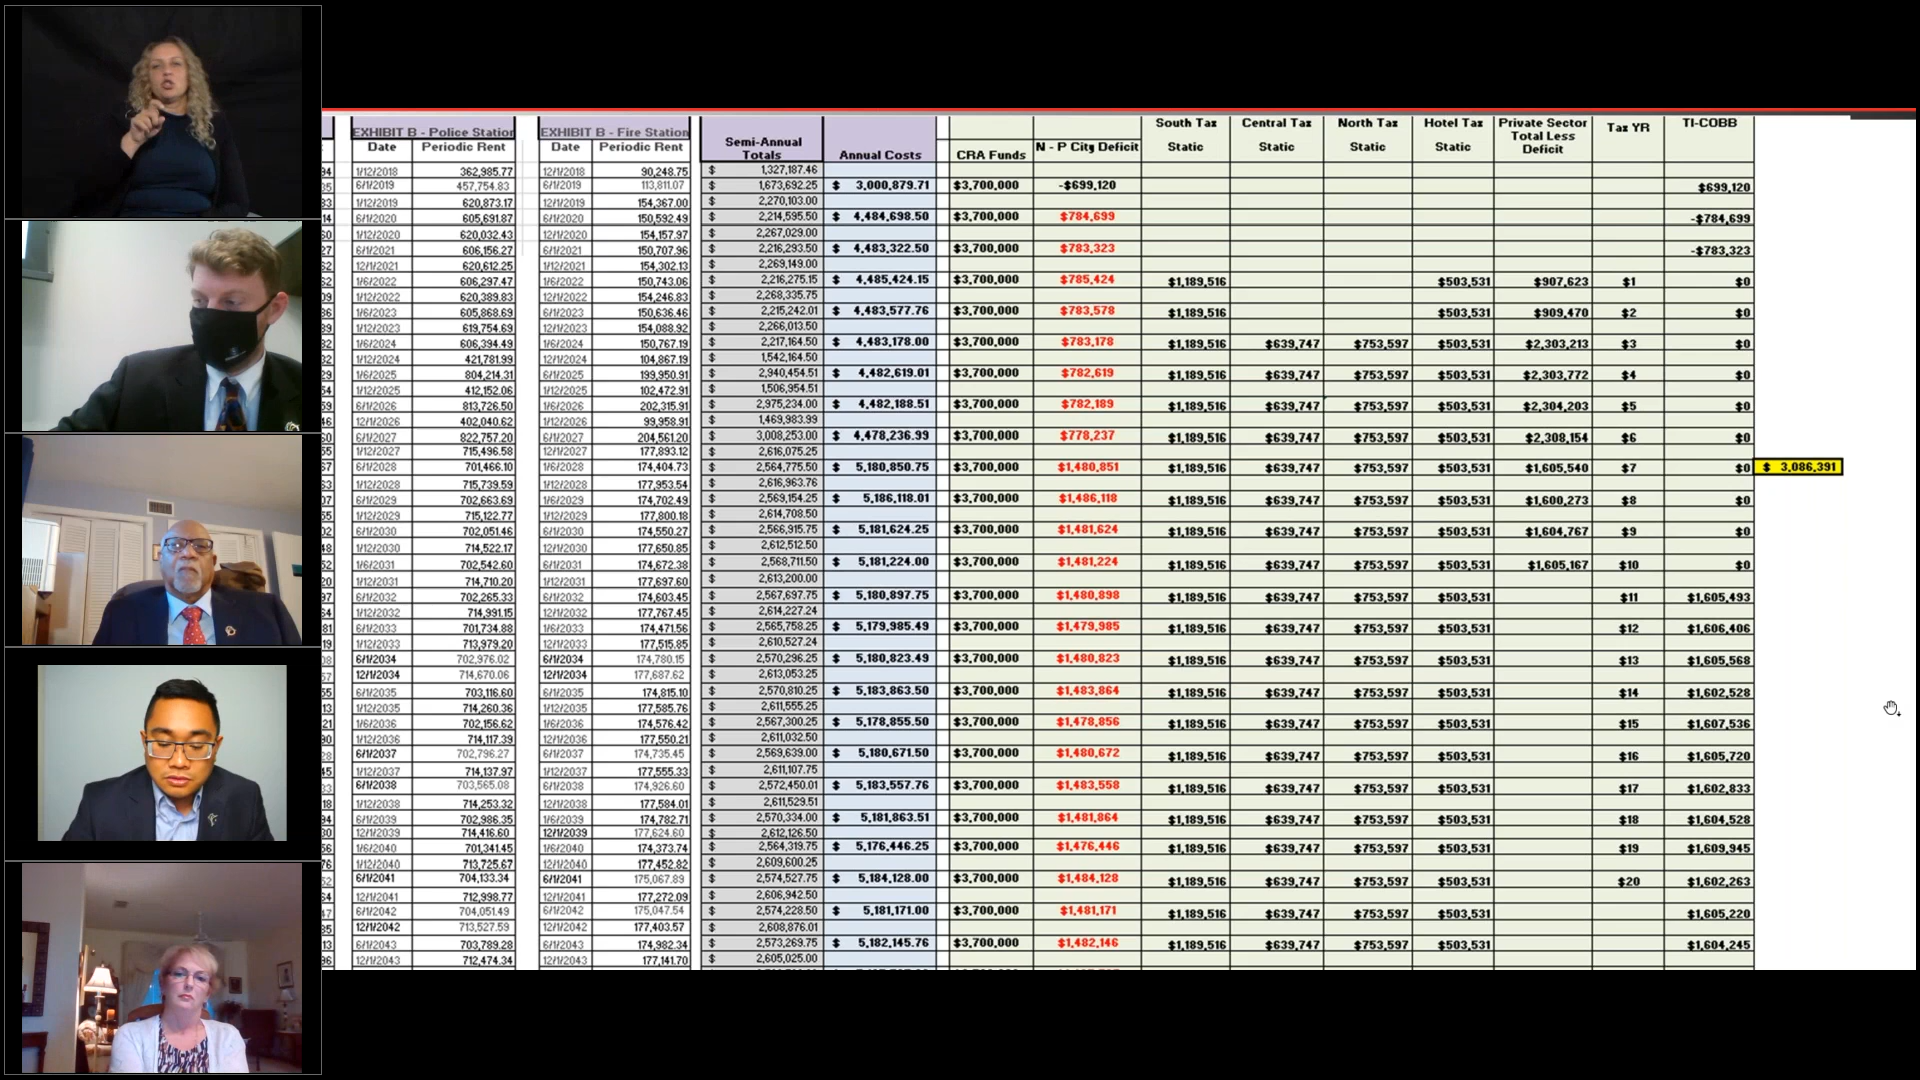 EXHIBIT B - Police Station EXHIBIT B - Fire Station Semi-Annual Totals Annual Costs CRA Funds N - P City Deficit South Tax Static Central Tax Static North Tax Static Hotel Tax Static Private Sector Total Less Deficit Tax YR TI-COBB
Date Periodic Rent Date Periodic Rent
94 1/12/2018 362,985.77 12/1/2018 90,248.75 $ 1,327,187.46
35 6/1/2019 457,754.83 6/1/2019 113,811.07 $ 1,673,692.25 $ 3,000,879.71 $3,700,000 -$699,120 $699,120
83 1/12/2019 620,873.17 12/1/2019 154,367.00 $ 2,270,103.00
14 6/1/2020 605,691.87 6/1/2020 150,592.49 $ 2,214,595.50 $ 4,484,698.50 $3,700,000 $784,699 -$784,699
60 1/12/2020 620,032.43 12/1/2020 154,157.97 $ 2,267,029.00
27 6/1/2021 606,156.27 6/1/2021 150,707.96 $ 2,216,293.50 $ 4,483,322.50 $3,700,000 $783,323 -$783,323
52 12/1/2021 620,612.25 1/12/2021 154,302.13 $ 2,269,149.00
62 1/6/2022 606,297.47 1/6/2022 150,743.06 $ 2,216,275.15 $ 4,485,424.15 $3,700,000 $785,424 $1,189,516 $503,531 $907,623 $1 $0
09 1/12/2022 620,389.83 1/12/2022 154,246.83 $ 2,268,335.75
36 1/6/2023 605,868.69 6/1/2023 150,636.46 $ 2,215,242.01 $ 4,483,577.76 $3,700,000 $783,578 $1,189,516 $503,531 $909,470 $2 $0
89 1/12/2023 619,754.69 12/1/2023 154,088.92 $ 2,266,013.50
32 1/6/2024 606,394.49 1/6/2024 150,767.19 $ 2,217,164.50 $ 4,483,178.00 $3,700,000 $783,178 $1,189,516 $639,747 $753,597 $503,531 $2,303,213 $3 $0
32 1/12/2024 421,781.99 12/1/2024 104,867.19 $ 1,542,164.50
29 1/6/2025 804,214.31 6/1/2025 199,950.91 $ 2,940,454.51 $ 4,482,619.01 $3,700,000 $782,619 $1,189,516 $639,747 $753,597 $503,531 $2,303,772 $4 $0
54 1/12/2025 412,152.06 12/1/2025 102,472.91 $ 1,506,954.51
59 6/1/2026 813,726.50 1/6/2026 202,315.91 $ 2,975,234.00 $ 4,482,188.51 $3,700,000 $782,189 $1,189,516 $639,747 $753,597 $503,531 $2,304,203 $5 $0
46 12/1/2026 402,040.62 12/1/2026 99,958.91 $ 1,469,983.99
60 6/1/2027 822,757.20 6/1/2027 204,561.20 $ 3,008,253.00 $ 4,478,236.99 $3,700,000 $778,237 $1,189,516 $639,747 $753,597 $503,531 $2,308,154 $6 $0
55 12/1/2027 715,496.58 12/1/2027 177,893.12 $ 2,616,075.25
67 6/1/2028 701,466.10 1/6/2028 174,404.73 $ 2,564,775.50 $ 5,180,850.75 $3,700,000 $1,480,851 $1,189,516 $639,747 $753,597 $503,531 $1,605,540 $7 $0 $ 3,086,391
63 1/12/2028 715,739.59 1/12/2028 177,953.54 $ 2,616,963.76
07 6/1/2029 702,663.69 6/1/2029 174,702.49 $ 2,569,154.25 $ 5,186,118.01 $3,700,000 $1,486,118 $1,189,516 $639,747 $753,597 $503,531 $1,600,273 $8 $0
55 1/12/2029 715,122.77 12/1/2029 177,800.18 $ 2,614,708.50
02 6/1/2030 702,051.46 6/1/2030 174,550.27 $ 2,566,915.75 $ 5,181,624.25 $3,700,000 $1,481,624 $1,189,516 $639,747 $753,597 $503,531 $1,604,767 $9 $0
48 1/12/2030 714,522.17 12/1/2030 177,650.85 $ 2,612,512.50
52 1/6/2031 702,542.60 6/1/2031 174,672.38 $ 2,568,711.50 $ 5,181,224.00 $3,700,000 $1,481,224 $1,189,516 $639,747 $753,597 $503,531 $1,605,167 $10 $0
20 1/12/2031 714,710.20 1/12/2031 177,697.60 $ 2,613,200.00
97 1/6/2032 702,265.33 6/1/2032 174,603.45 $ 2,567,697.75 $ 5,180,897.75 $3,700,000 $1,480,898 $1,189,516 $639,747 $753,597 $503,531 $11 $1,605,493
64 1/12/2032 714,991.15 12/1/2032 177,767.45 $ 2,614,227.24
81 6/1/2033 701,734.88 1/6/2033 174,471.56 $ 2,565,758.25 $ 5,179,985.49 $3,700,000 $1,479,985 $1,189,516 $639,747 $753,597 $503,531 $12 $1,606,406
19 1/12/2033 713,979.20 12/1/2033 177,515.85 $ 2,610,527.24
08 6/1/2034 702,976.02 6/1/2034 174,780.15 $ 2,570,296.25 $ 5,180,823.49 $3,700,000 $1,480,823 $1,189,516 $639,747 $753,597 $503,531 $13 $1,605,568
57 12/1/2034 714,670.06 12/1/2034 177,687.62 $ 2,613,053.25
55 6/1/2035 703,116.60 6/1/2035 174,815.10 $ 2,570,810.25 $ 5,183,863.50 $3,700,000 $1,483,864 $1,189,516 $639,747 $753,597 $503,531 $14 $1,602,528
13 12/1/2035 714,260.36 12/1/2035 177,585.76 $ 2,611,555.25
21 1/6/2036 702,156.62 1/6/2036 174,576.42 $ 2,567,300.25 $ 5,178,855.50 $3,700,000 $1,478,856 $1,189,516 $639,747 $753,597 $503,531 $15 $1,607,536
90 1/12/2036 714,117.39 12/1/2036 177,550.21 $ 2,611,032.50
28 6/1/2037 702,796.27 6/1/2037 174,735.45 $ 2,569,639.00 $ 5,180,671.50 $3,700,000 $1,480,672 $1,189,516 $639,747 $753,597 $503,531 $16 $1,605,720
45 1/12/2037 714,137.97 1/12/2037 177,555.33 $ 2,611,107.75
33 6/1/2038 703,565.08 6/1/2038 174,926.60 $ 2,572,450.01 $ 5,183,557.76 $3,700,000 $1,483,558 $1,189,516 $639,747 $753,597 $503,531 $17 $1,602,833
18 1/12/2038 714,253.32 12/1/2038 177,584.01 $ 2,611,529.51
94 6/1/2039 702,986.35 6/1/2039 174,782.71 $ 2,570,334.00 $ 5,181,863.51 $3,700,000 $1,481,864 $1,189,516 $639,747 $753,597 $503,531 $18 $1,604,528
30 12/1/2039 714,416.60 12/1/2039 177,624.60 $ 2,612,126.50
56 1/6/2040 701,341.45 1/6/2040 174,373.74 $ 2,564,319.75 $ 5,176,446.25 $3,700,000 $1,476,446 $1,189,516 $639,747 $753,597 $503,531 $19 $1,609,945
76 1/12/2040 713,725.67 12/1/2040 177,452.82 $ 2,609,600.25
52 6/1/2041 704,133.34 6/1/2041 175,067.89 $ 2,574,527.75 $ 5,184,128.00 $3,700,000 $1,484,128 $1,189,516 $639,747 $753,597 $503,531 $20 $1,602,263
64 12/1/2041 712,998.77 12/1/2041 177,272.09 $ 2,606,942.50
47 6/1/2042 704,051.49 6/1/2042 175,047.54 $ 2,574,228.50 $ 5,181,171.00 $3,700,000 $1,481,171 $1,189,516 $639,747 $753,597 $503,531 $1,605,220
85 12/1/2042 713,527.59 12/1/2042 177,403.57 $ 2,608,876.01
13 6/1/2043 703,789.28 6/1/2043 174,982.34 $ 2,573,269.75 $ 5,182,145.76 $3,700,000 $1,482,146 $1,189,516 $639,747 $753,597 $503,531 $1,604,245
96 12/1/2043 712,474.34 12/1/2043 177,141.70 $ 2,605,025.00